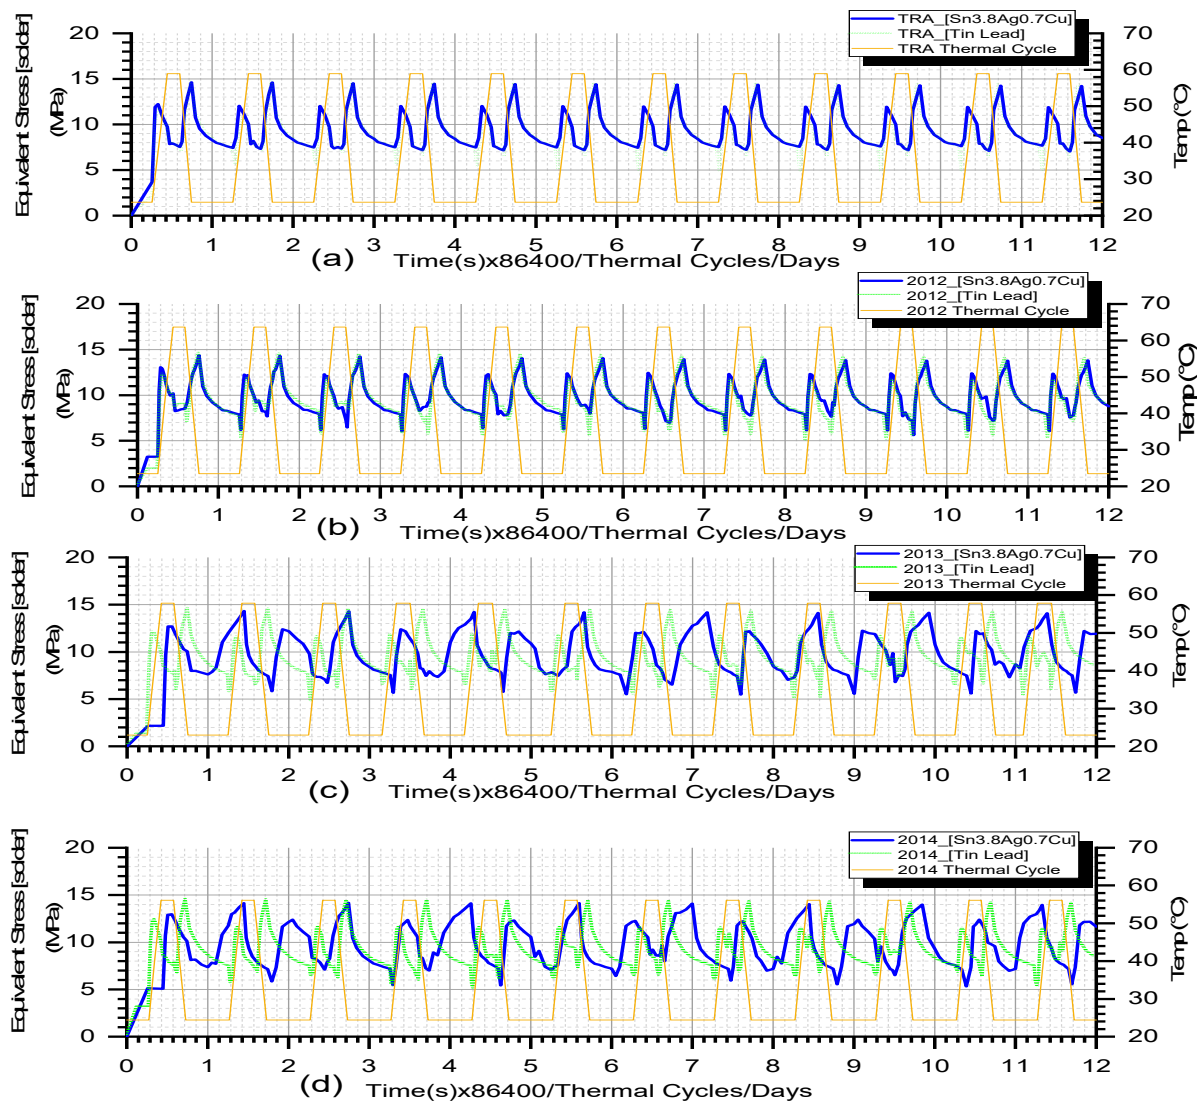 TRA_[Sn3.8Ag0.7Cu]
TRA_[Tin Lead]
TRA Thermal Cycle
Equivalent Stress [solder]
(MPa)
20
15
10
5
0
70
60
50
40
30
20
Temp.(°C)
0 1 2 3 4 5 6 7 8 9 10 11 12
(a)
Time(s)x86400/Thermal Cycles/Days
2012_[Sn3.8Ag0.7Cu]
2012_[Tin Lead]
2012 Thermal Cycle
Equivalent Stress [solder]
(MPa)
20
15
10
5
0
70
60
50
40
30
20
Temp.(°C)
0 1 2 3 4 5 6 7 8 9 10 11 12
(b)
Time(s)x86400/Thermal Cycles/Days
2013_[Sn3.8Ag0.7Cu]
2013_[Tin Lead]
2013 Thermal Cycle
Equivalent Stress [solder]
(MPa)
20
15
10
5
0
70
60
50
40
30
20
Temp.(°C)
0 1 2 3 4 5 6 7 8 9 10 11 12
(c)
Time(s)x86400/Thermal Cycles/Days
2014_[Sn3.8Ag0.7Cu]
2014_[Tin Lead]
2014 Thermal Cycle
Equivalent Stress [solder]
(MPa)
20
15
10
5
0
70
60
50
40
30
20
Temp.(°C)
0 1 2 3 4 5 6 7 8 9 10 11 12
(d)
Time(s)x86400/Thermal Cycles/Days